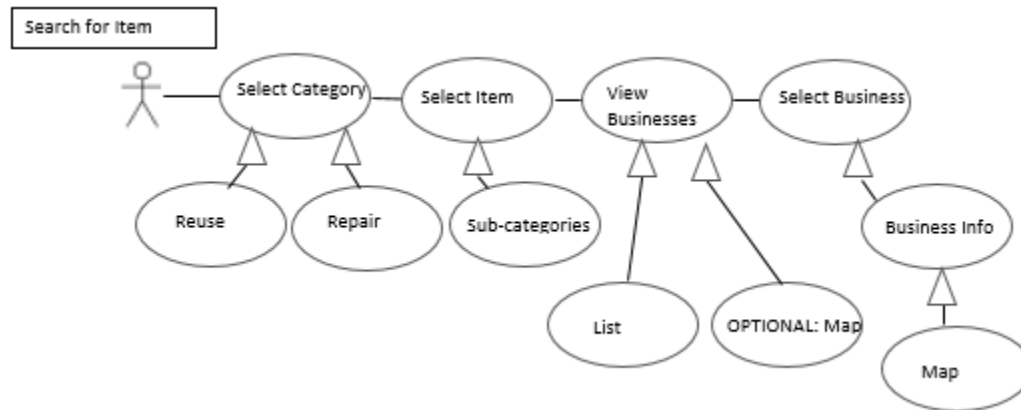 Search for Item
Select Category
Select Item
View
Businesses
Select Business
Reuse
Repair
Sub-categories
Business Info
List
OPTIONAL: Map
Map